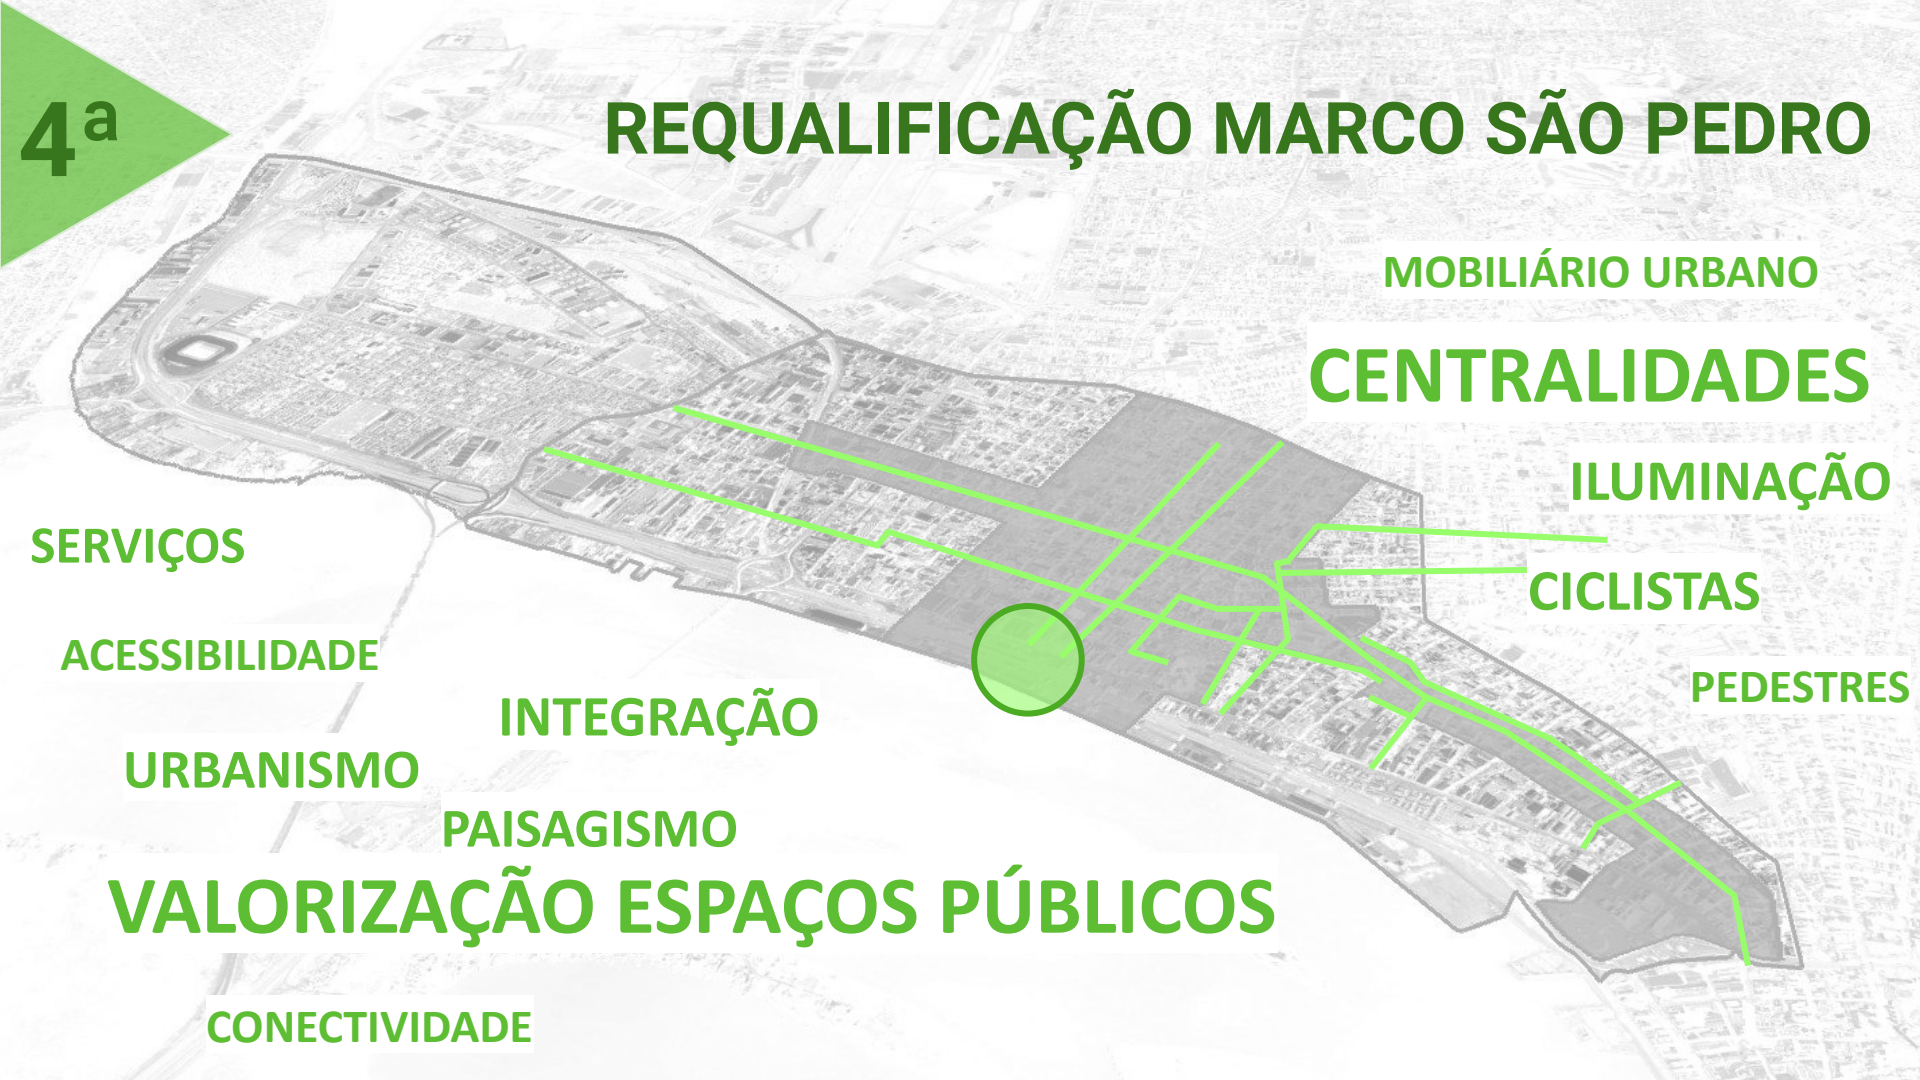 4ª
REQUALIFICAÇÃO MARCO SÃO PEDRO
MOBILIÁRIO URBANO
CENTRALIDADES
ILUMINAÇÃO
SERVIÇOS
CICLISTAS
ACESSIBILIDADE
PEDESTRES
INTEGRAÇÃO
URBANISMO
PAISAGISMO
VALORIZAÇÃO ESPAÇOS PÚBLICOS
CONECTIVIDADE